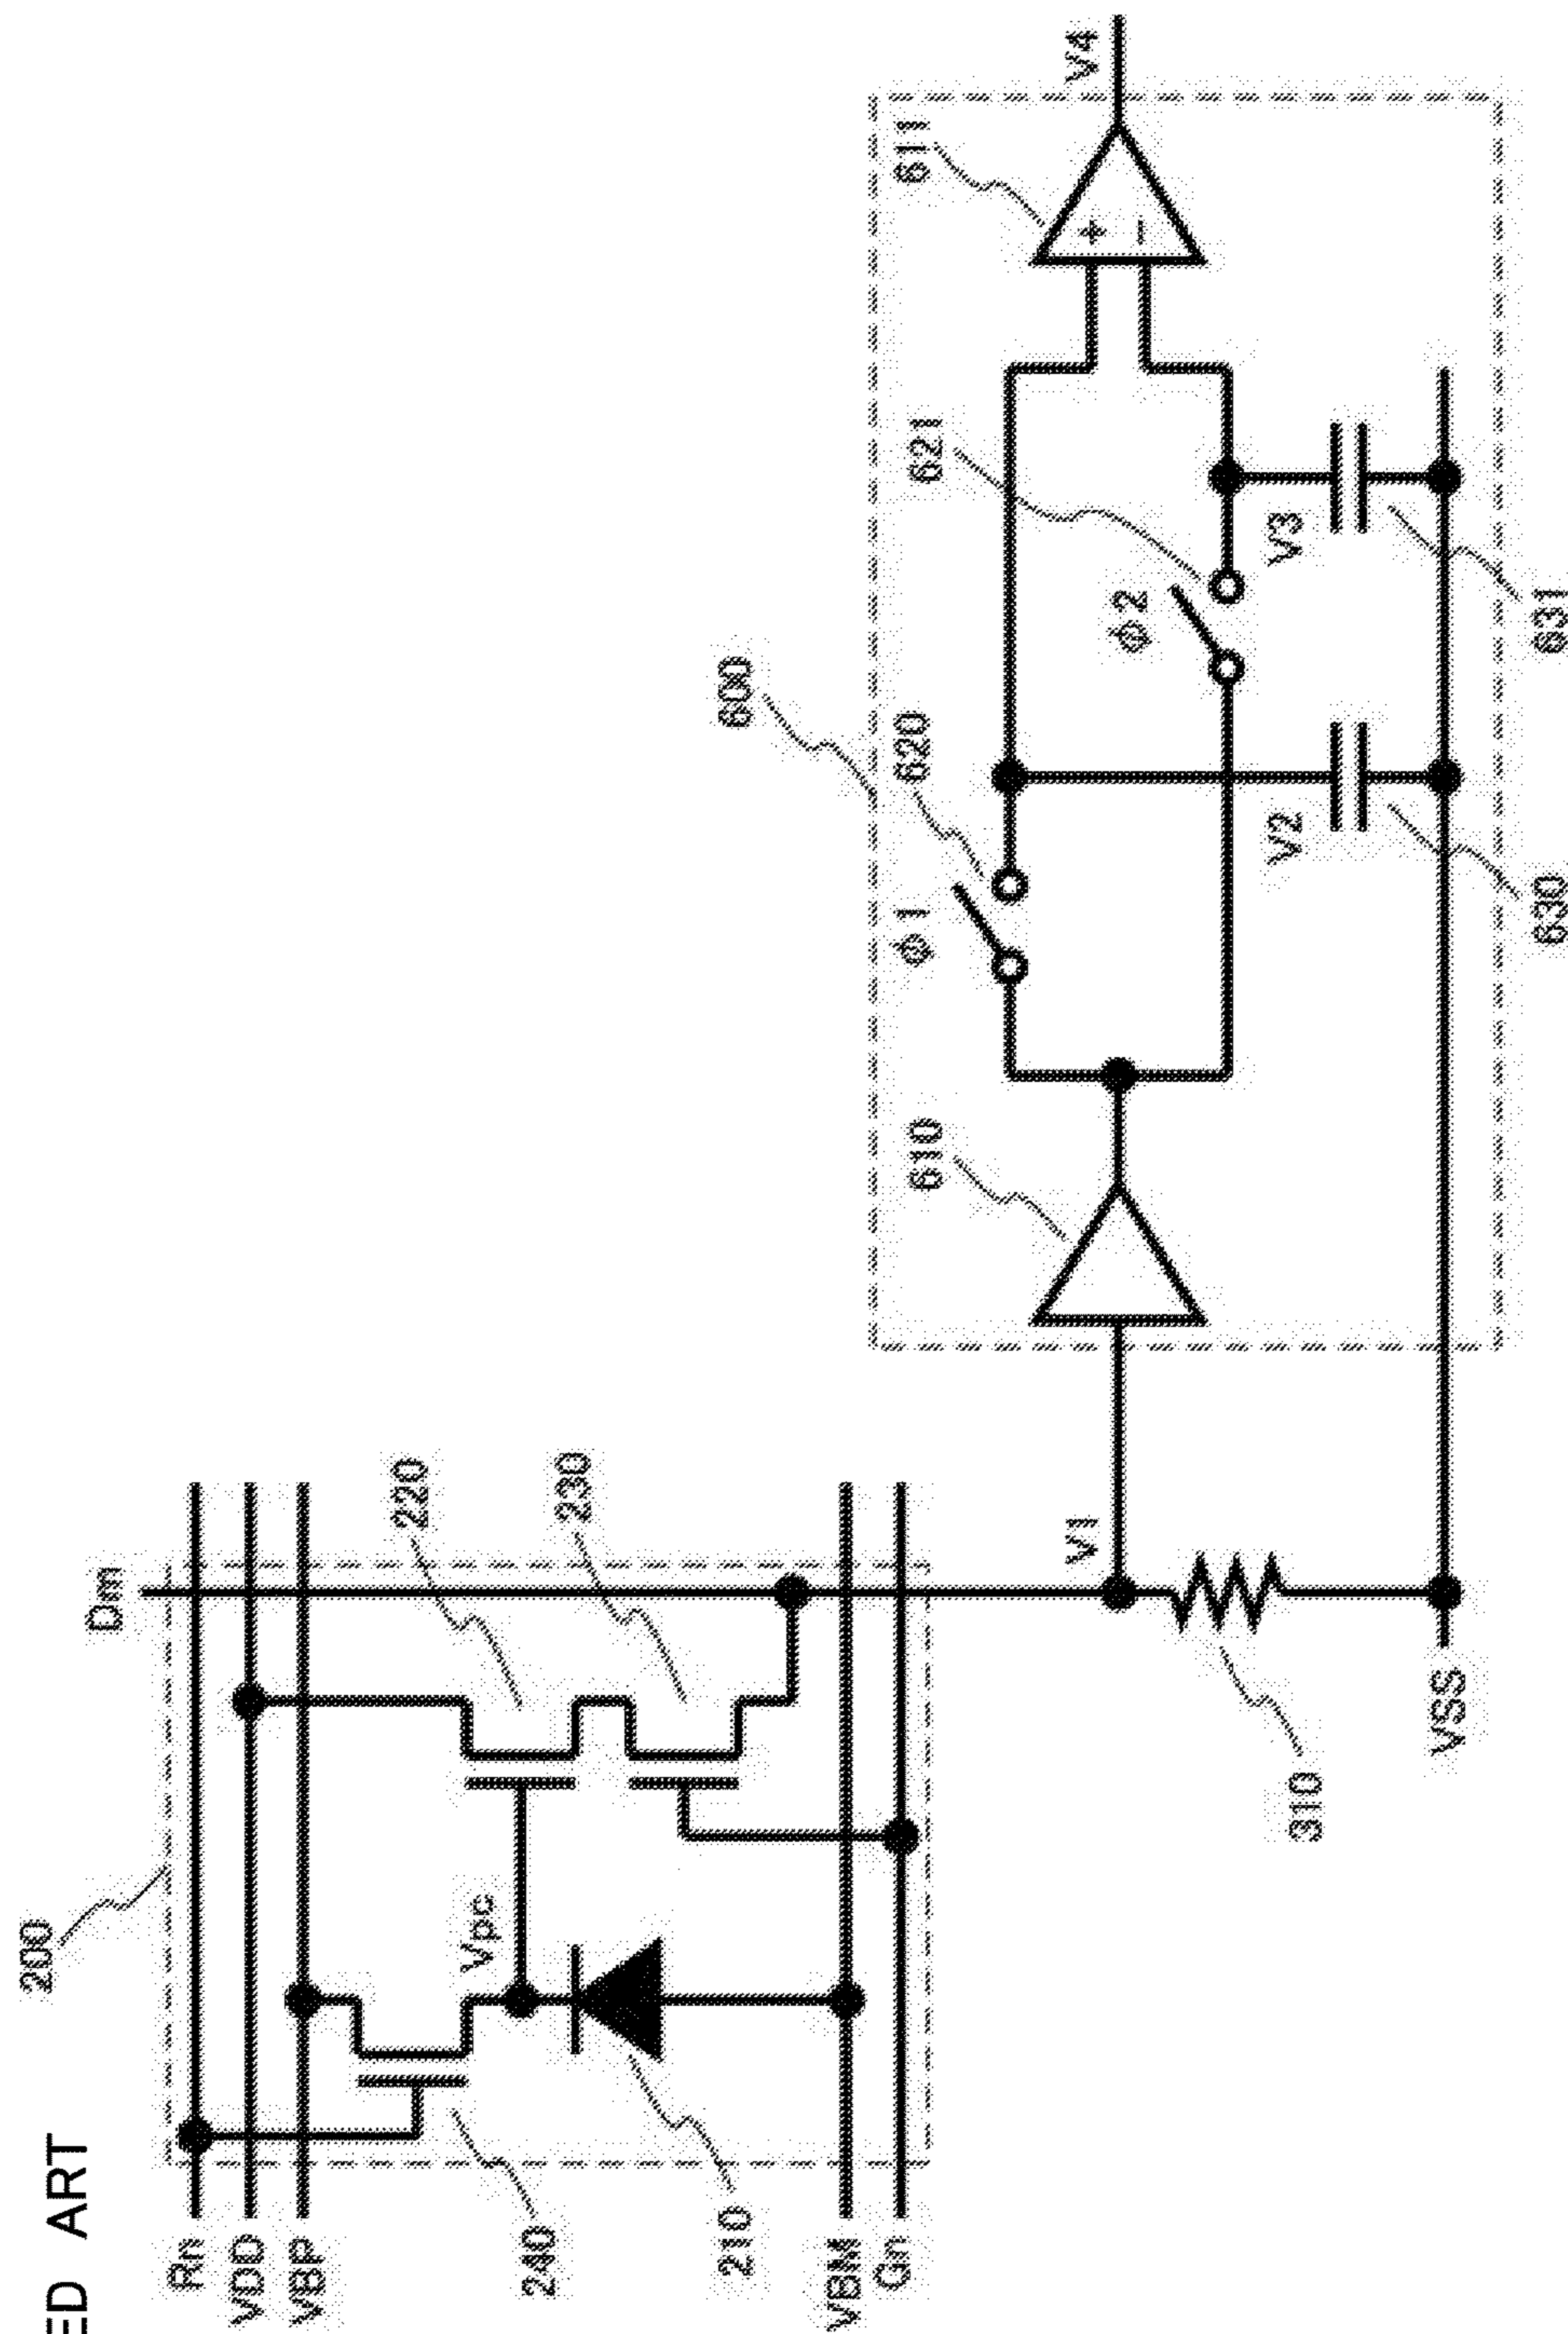 ED ART
200
Rn
VDD
VBP
240
210
VBM
Gn
Vpc
220
230
Dm
V1
310
VSS
600
610
φ1
620
φ2
621
V2
630
V3
631
611
+
−
V4